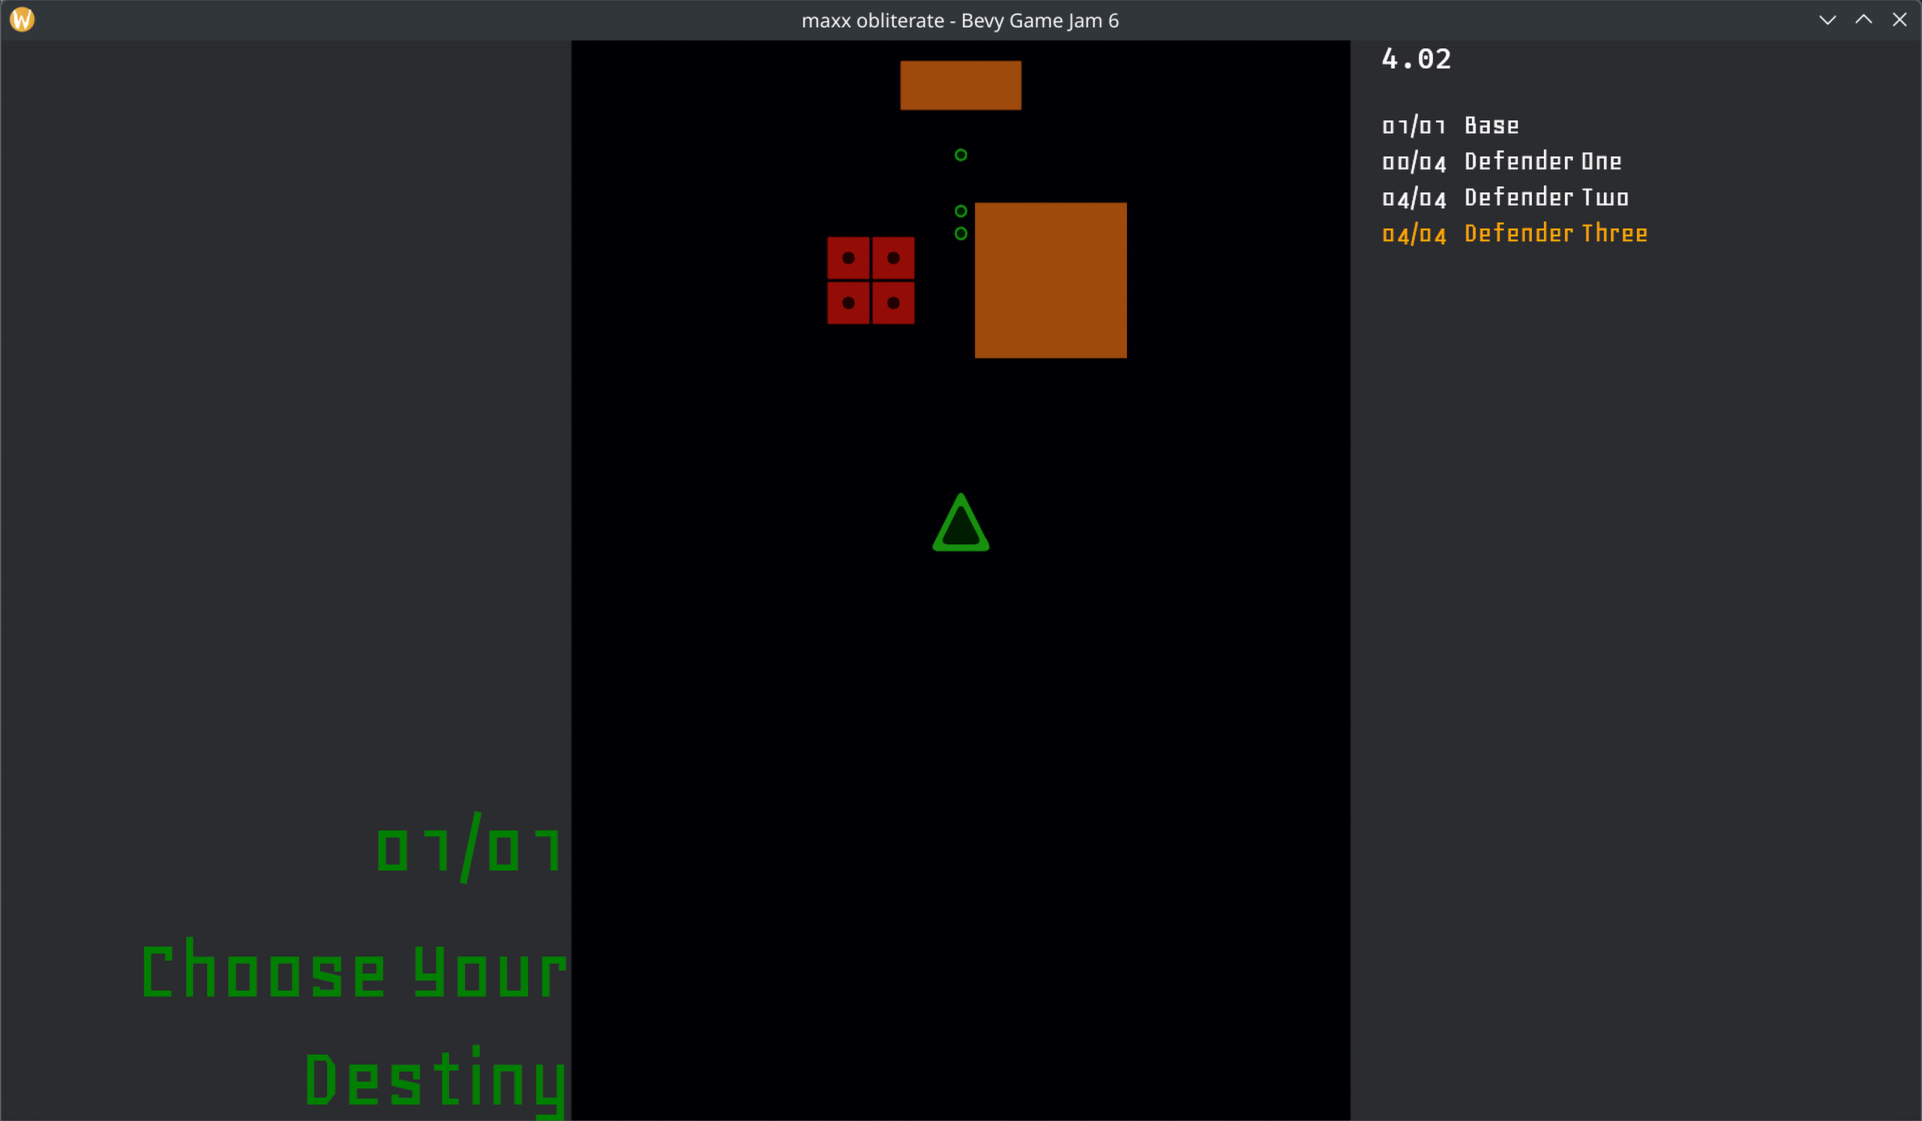 W
maxx obliterate - Bevy Game Jam 6
4.02
01/01 Base
00/04 Defender One
04/04 Defender Two
04/04 Defender Three
01/01
Choose Your
Destiny